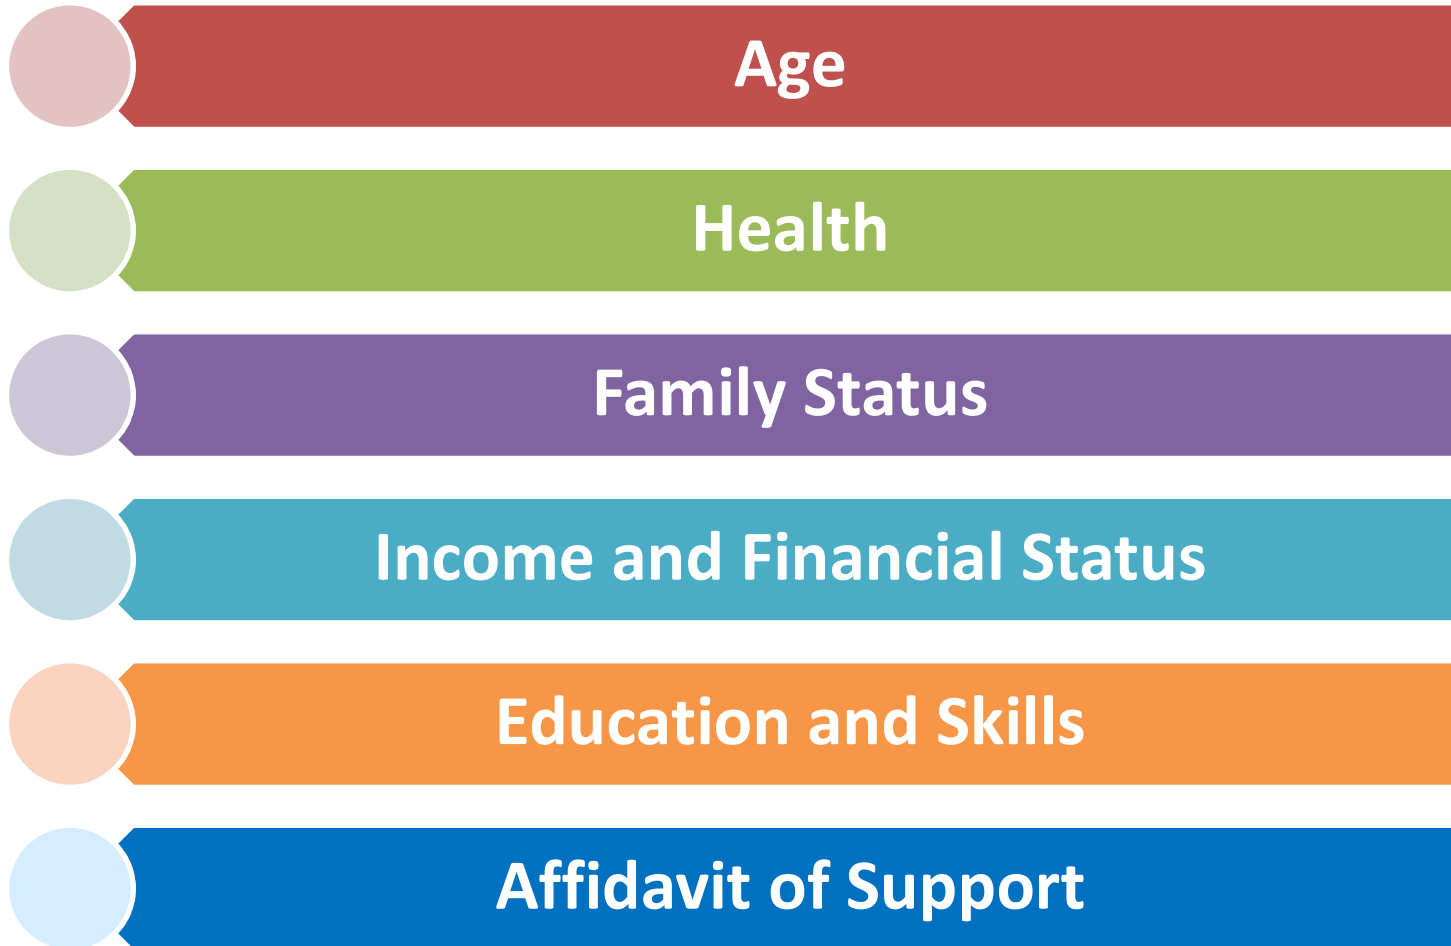 Age
Health
Family Status
Income and Financial Status
Education and Skills
Affidavit of Support